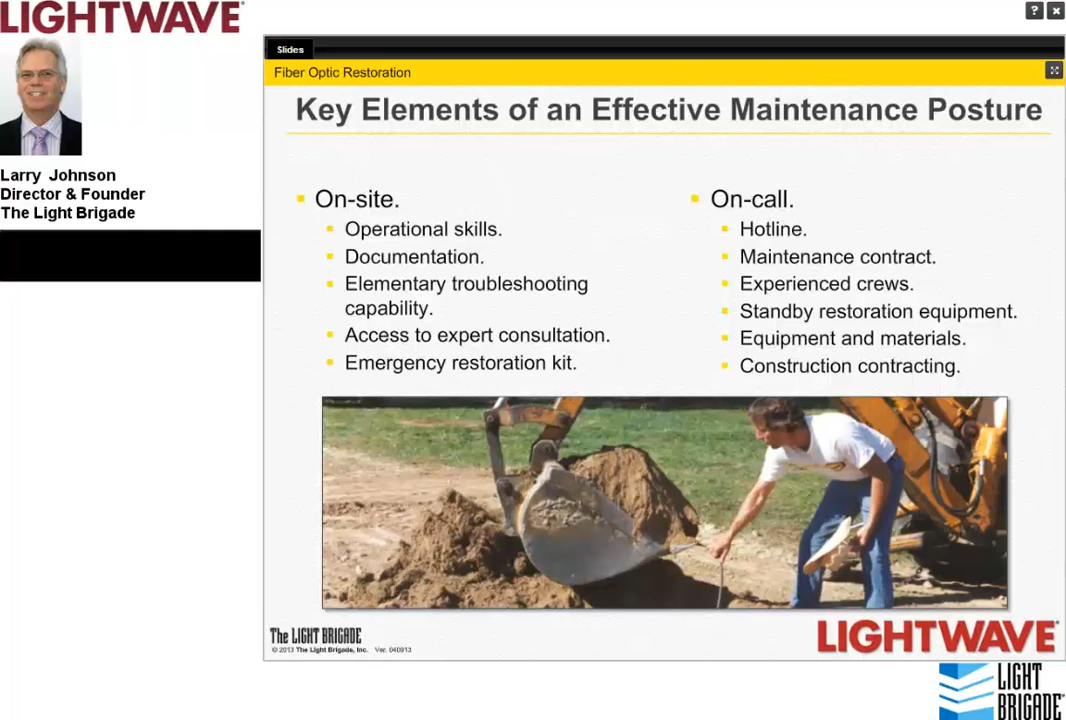 LIGHTWAVE®
Larry Johnson
Director & Founder
The Light Brigade
?
Slides
Fiber Optic Restoration
Key Elements of an Effective Maintenance Posture
On-site.
Operational skills.
Documentation.
Elementary troubleshooting
capability.
Access to expert consultation.
Emergency restoration kit.
On-call.
Hotline.
Maintenance contract.
Experienced crews.
Standby restoration equipment.
Equipment and materials.
Construction contracting.
The LIGHT BRIGADE
© 2013 The Light Brigade, Inc. Ver. 040913
LIGHTWAVE®
LIGHT
BRIGADE®